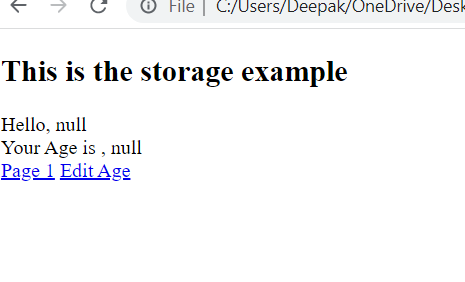 File | C:/Users/Deepak/OneDrive/Desk
This is the storage example
Hello, null
Your Age is , null
Page 1 Edit Age